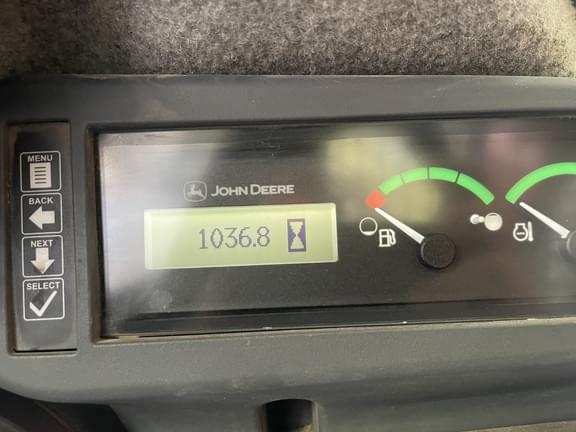 MENU
BACK
NEXT
SELECT
JOHN DEERE
1036.8